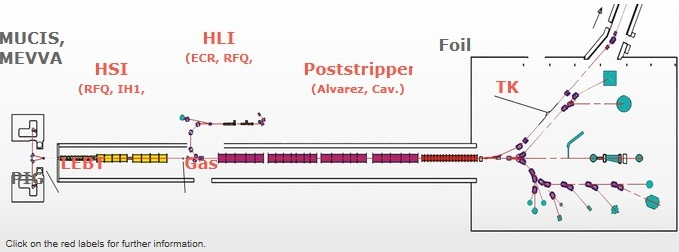 MUCIS,
MEVVA
HSI
(RFQ, IH1,
HLI
(ECR, RFQ,
Poststripper
(Alvarez, Cav.)
Foil
TK
PIG
LEBT
Gas
Click on the red labels for further information.